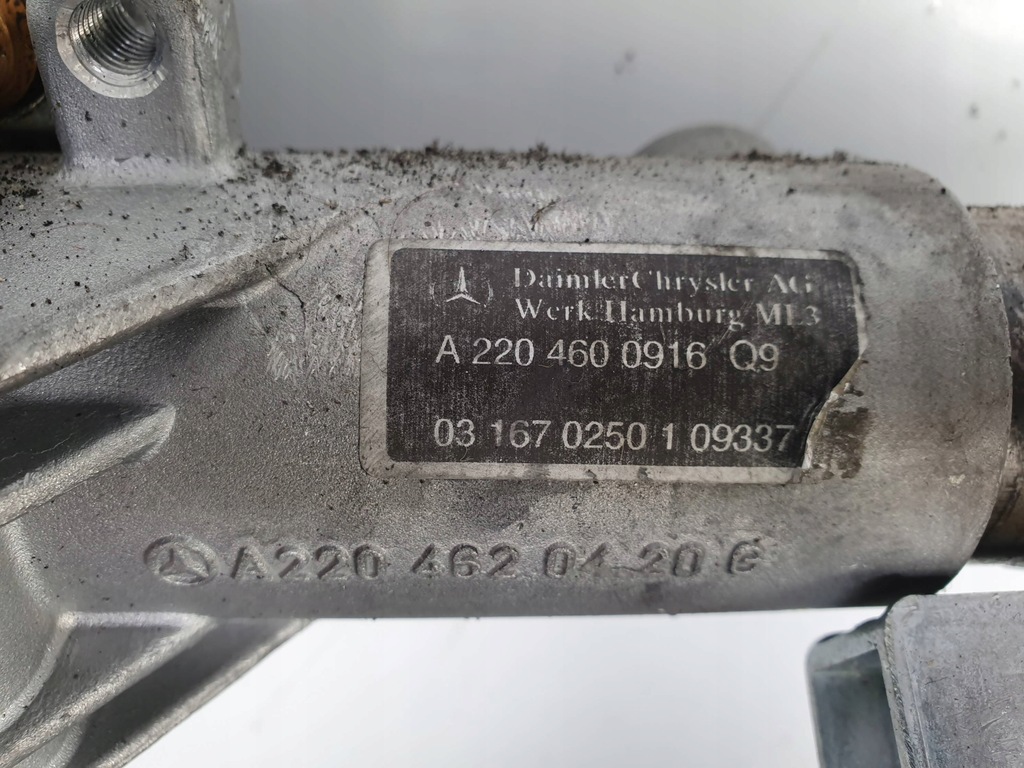 DaimlerChrysler AG
Werk Hamburg ML3
A 220 460 0916 Q9
03 167 0250 1 09337
A220 462 04 20